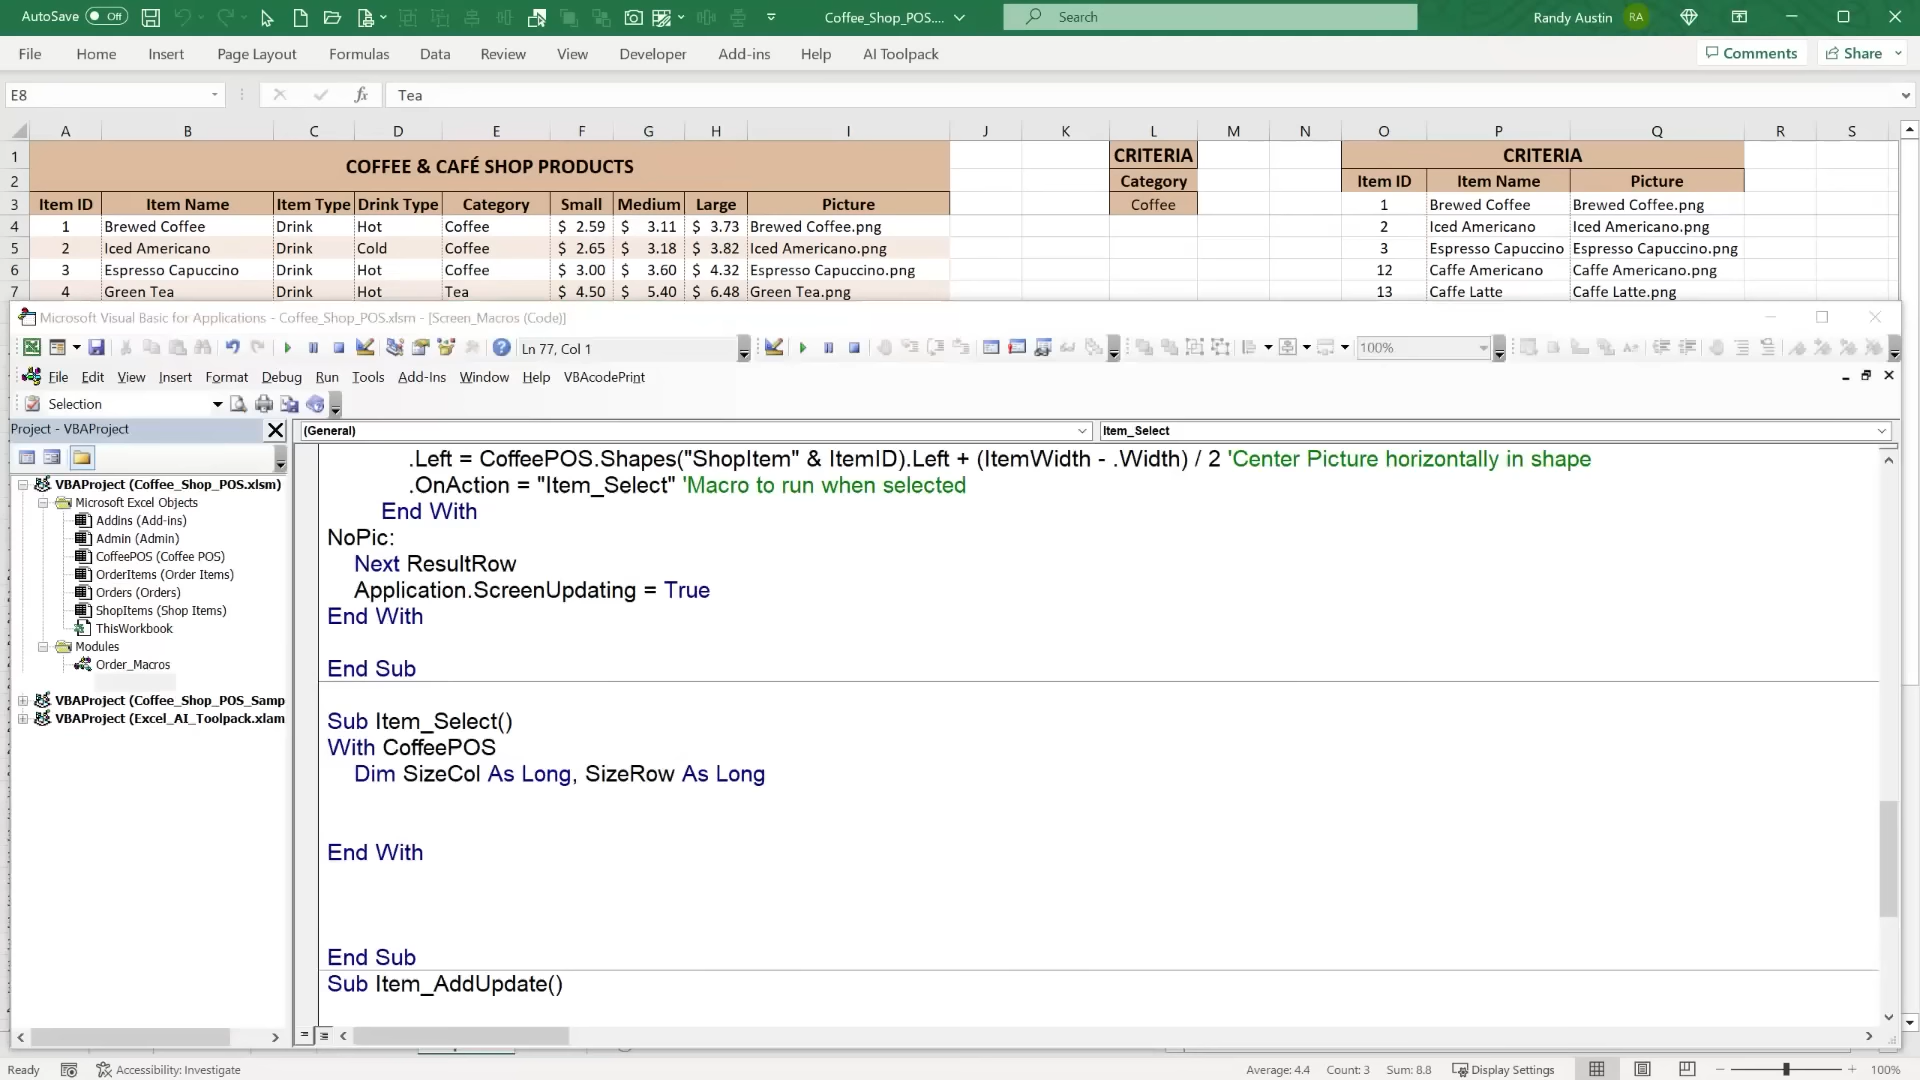 AutoSave Off Coffee_Shop_POS.... Search Randy Austin RA
File Home Insert Page Layout Formulas Data Review View Developer Add-ins Help AI Toolpack Comments Share
E8 fx Tea
A B C D E F G H I J K L M N O P Q R S
1 COFFEE & CAFÉ SHOP PRODUCTS CRITERIA CRITERIA
2 Category Item ID Item Name Picture
3 Item ID Item Name Item Type Drink Type Category Small Medium Large Picture Coffee 1 Brewed Coffee Brewed Coffee.png
4 1 Brewed Coffee Drink Hot Coffee $ 2.59 $ 3.11 $ 3.73 Brewed Coffee.png 2 Iced Americano Iced Americano.png
5 2 Iced Americano Drink Cold Coffee $ 2.65 $ 3.18 $ 3.82 Iced Americano.png 3 Espresso Capuccino Espresso Capuccino.png
6 3 Espresso Capuccino Drink Hot Coffee $ 3.00 $ 3.60 $ 4.32 Espresso Capuccino.png 12 Caffe Americano Caffe Americano.png
7 4 Green Tea Drink Hot Tea $ 4.50 $ 5.40 $ 6.48 Green Tea.png 13 Caffe Latte Caffe Latte.png
Microsoft Visual Basic for Applications - Coffee_Shop_POS.xlsm - [Screen_Macros (Code)]
Ln 77, Col 1 100%
File Edit View Insert Format Debug Run Tools Add-Ins Window Help VBAcodePrint
Selection
Project - VBAProject
(General) Item_Select
VBAProject (Coffee_Shop_POS.xlsm)
Microsoft Excel Objects
Addins (Add-ins)
Admin (Admin)
CoffeePOS (Coffee POS)
OrderItems (Order Items)
Orders (Orders)
ShopItems (Shop Items)
ThisWorkbook
Modules
Order_Macros
VBAProject (Coffee_Shop_POS_Samp
VBAProject (Excel_AI_Toolpack.xlam
.Left = CoffeePOS.Shapes("ShopItem" & ItemID).Left + (ItemWidth - .Width) / 2 'Center Picture horizontally in shape
.OnAction = "Item_Select" 'Macro to run when selected
End With
NoPic:
Next ResultRow
Application.ScreenUpdating = True
End With
End Sub
Sub Item_Select()
With CoffeePOS
Dim SizeCol As Long, SizeRow As Long
End With
End Sub
Sub Item_AddUpdate()
Ready Accessibility: Investigate Average: 4.4 Count: 3 Sum: 8.8 Display Settings 100%